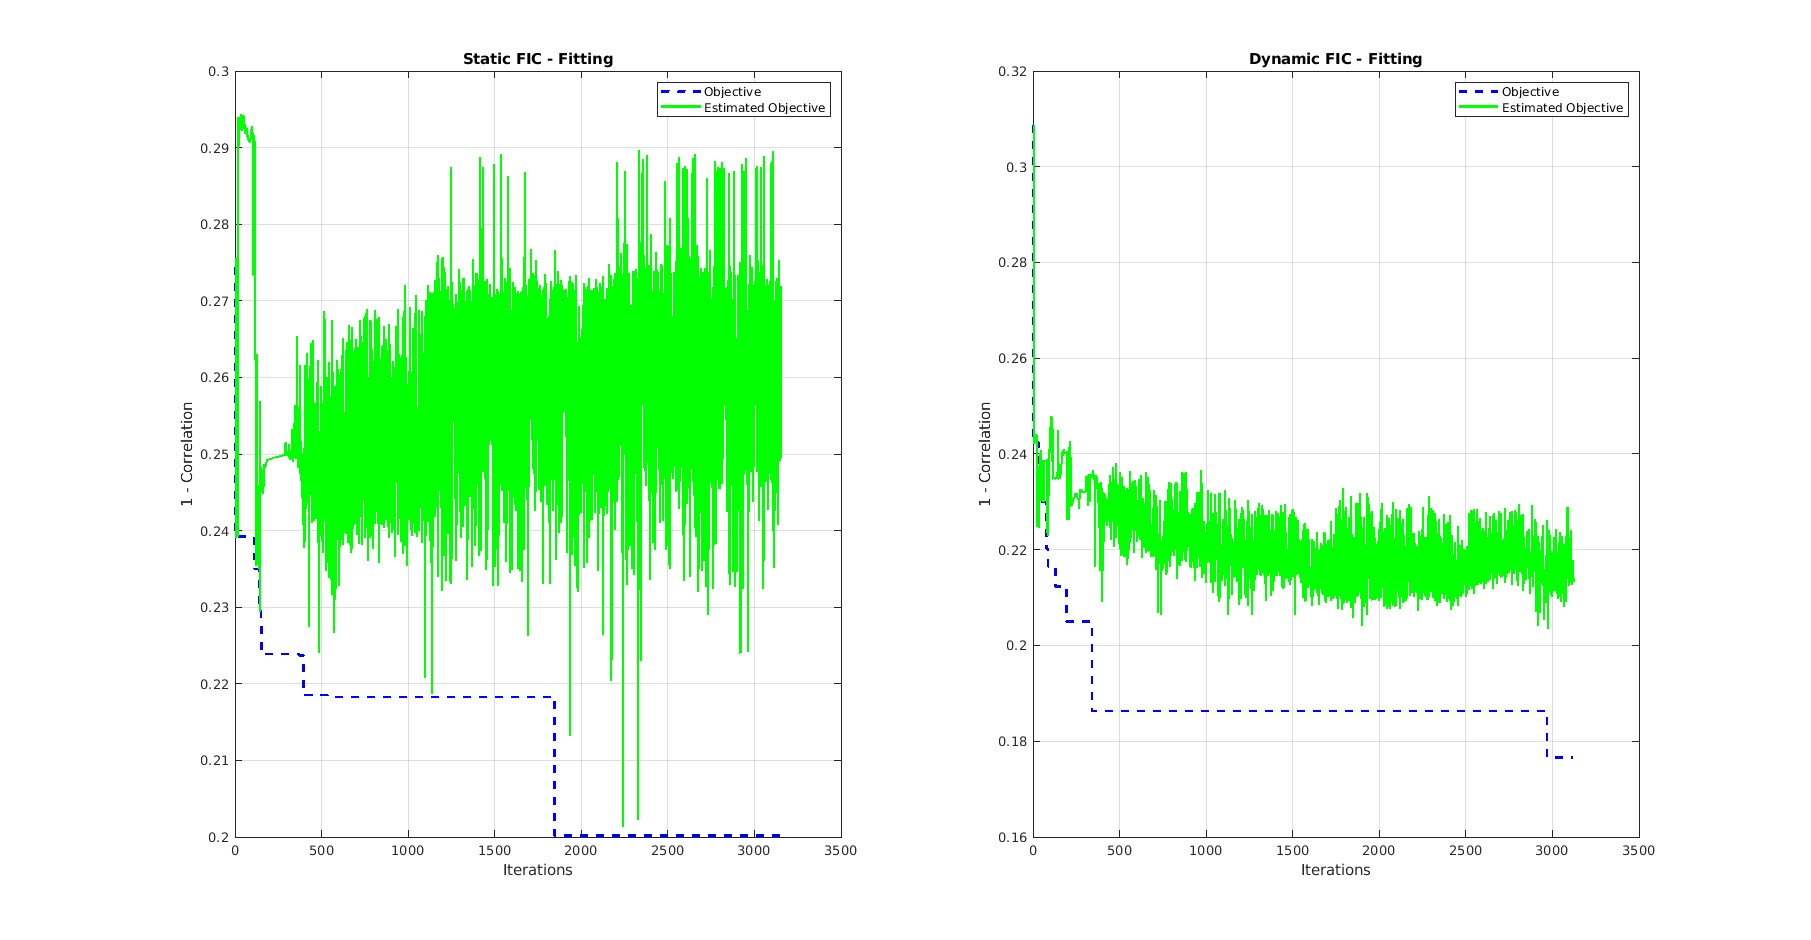 Static FIC - Fitting
0.3
0.29
0.28
0.27
0.26
0.25
0.24
0.23
0.22
0.21
0.2
1 - Correlation
Objective
Estimated Objective
0 500 1000 1500 2000 2500 3000 3500
Iterations
Dynamic FIC - Fitting
0.32
0.3
0.28
0.26
0.24
0.22
0.2
0.18
0.16
1 - Correlation
Objective
Estimated Objective
0 500 1000 1500 2000 2500 3000 3500
Iterations